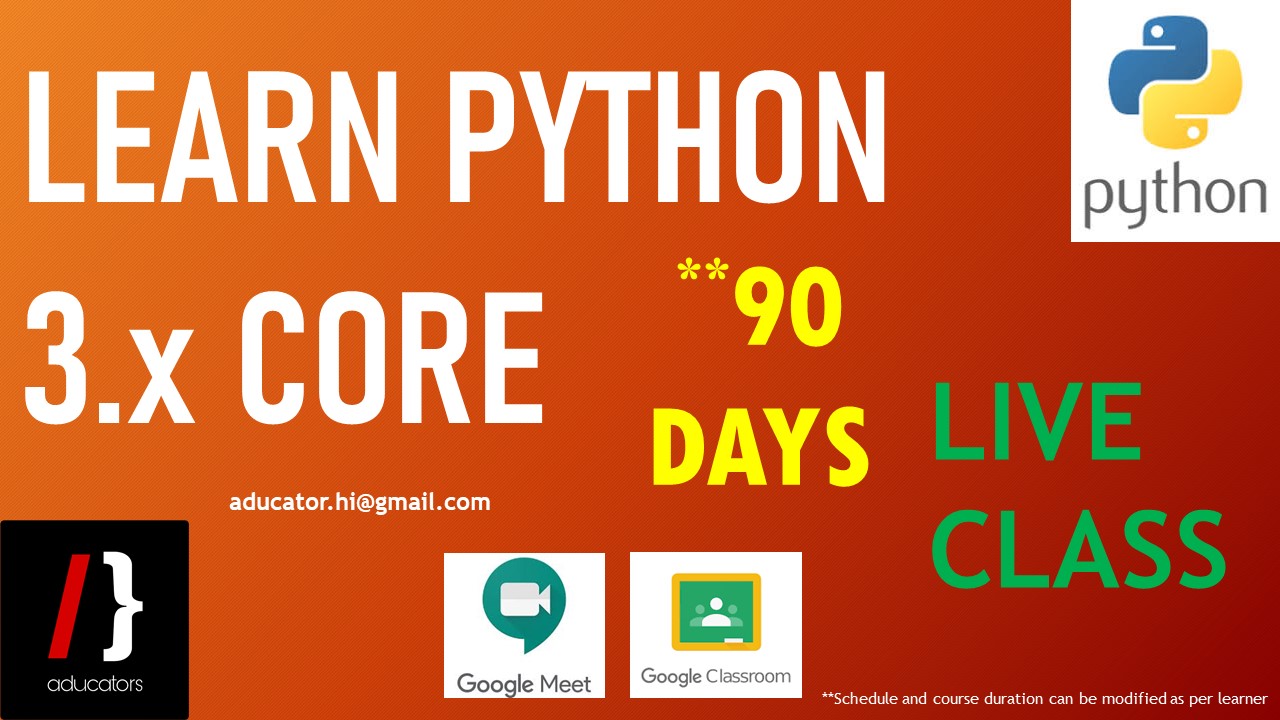 LEARN PYTHON
python
3.x CORE
**90
DAYS
LIVE
CLASS
aducator.hi@gmail.com
/}
aducators
Google Meet
Google Classroom
**Schedule and course duration can be modified as per learner